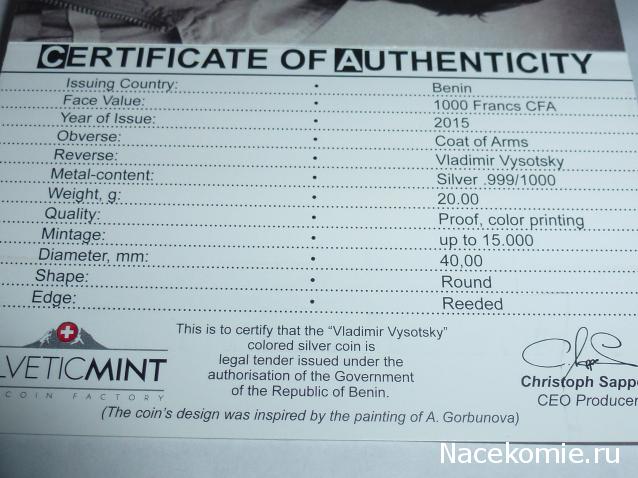 CERTIFICATE OF AUTHENTICITY
Issuing Country: • Benin
Face Value: • 1000 Francs CFA
Year of Issue: • 2015
Obverse: • Coat of Arms
Reverse: • Vladimir Vysotsky
Metal-content: • Silver .999/1000
Weight, g: • 20.00
Quality: • Proof, color printing
Mintage: • up to 15.000
Diameter, mm: • 40,00
Shape: • Round
Edge: • Reeded
This is to certify that the “Vladimir Vysotsky”
colored silver coin is
legal tender issued under the
authorisation of the Government
of the Republic of Benin.
LVETICMINT
COIN FACTORY
Christoph Sappe
CEO Producer
(The coin's design was inspired by the painting of A. Gorbunova)
Nacekomie.ru